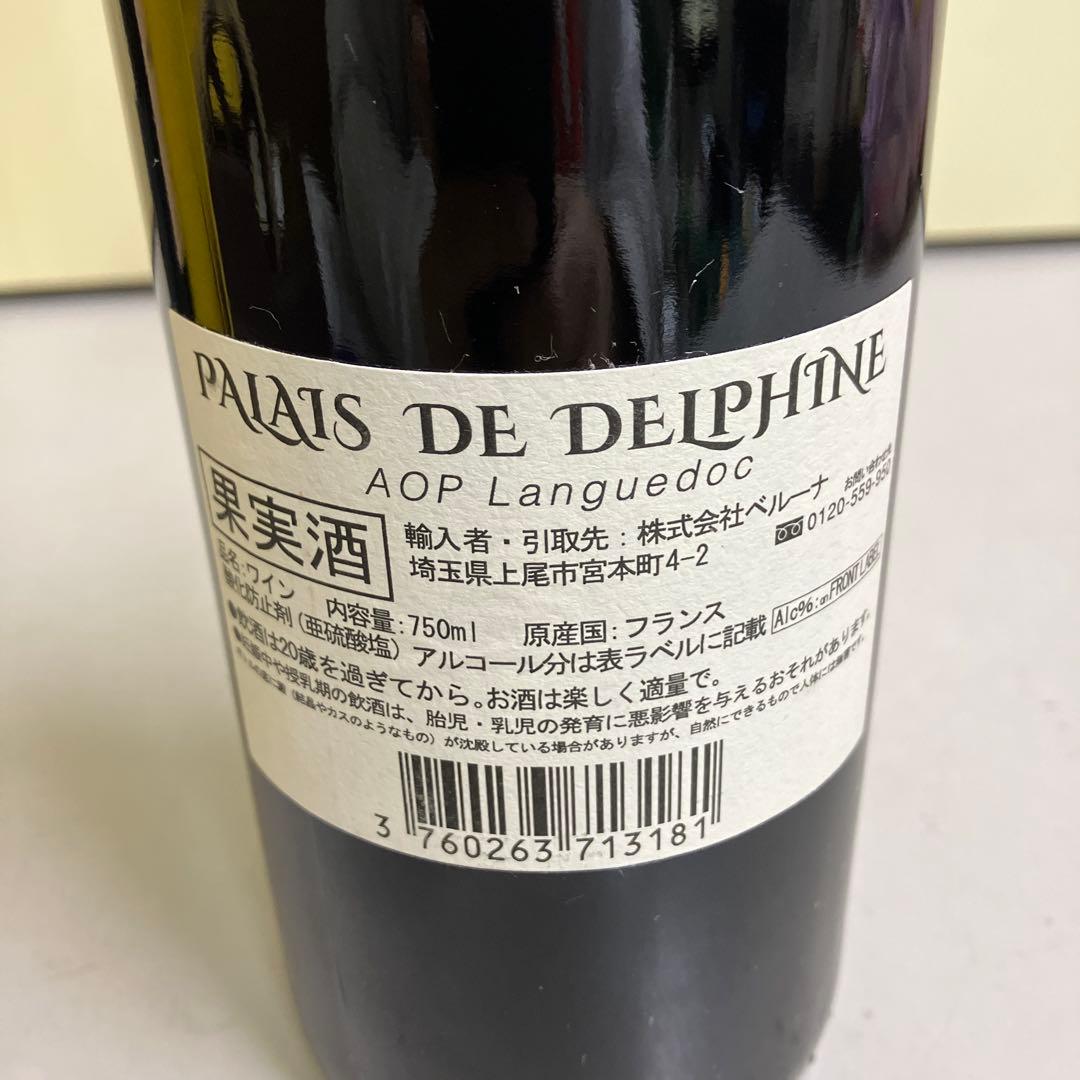 PALAIS DE DELPHINE
AOP Languedoc
果実酒
輸入者・引取先：株式会社ベルーナ
お問い合わせ先
埼玉県上尾市宮本町4-2
0120-559-950
品名：ワイン 内容量：750ml 原産国：フランス
酸化防止剤（亜硫酸塩） アルコール分は表ラベルに記載 Alc%：on FRONT LABEL
●飲酒は20歳を過ぎてから。お酒は楽しく適量で。
●妊娠中や授乳期の飲酒は、胎児・乳児の発育に悪影響を与えるおそれがあります。
（結晶やカスのようなもの）が沈殿している場合がありますが、自然にできるもので人体には無害です。
3 760263 713181